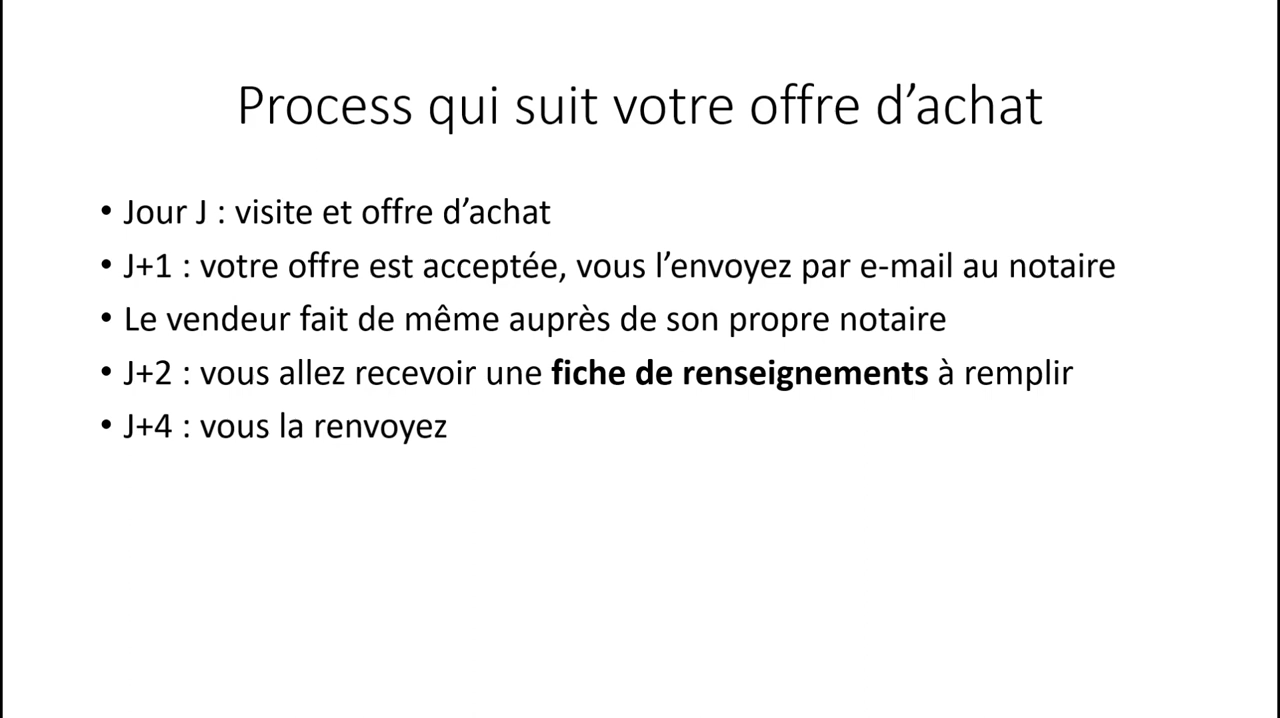 Process qui suit votre offre d’achat
• Jour J : visite et offre d’achat
• J+1 : votre offre est acceptée, vous l’envoyez par e-mail au notaire
• Le vendeur fait de même auprès de son propre notaire
• J+2 : vous allez recevoir une fiche de renseignements à remplir
• J+4 : vous la renvoyez